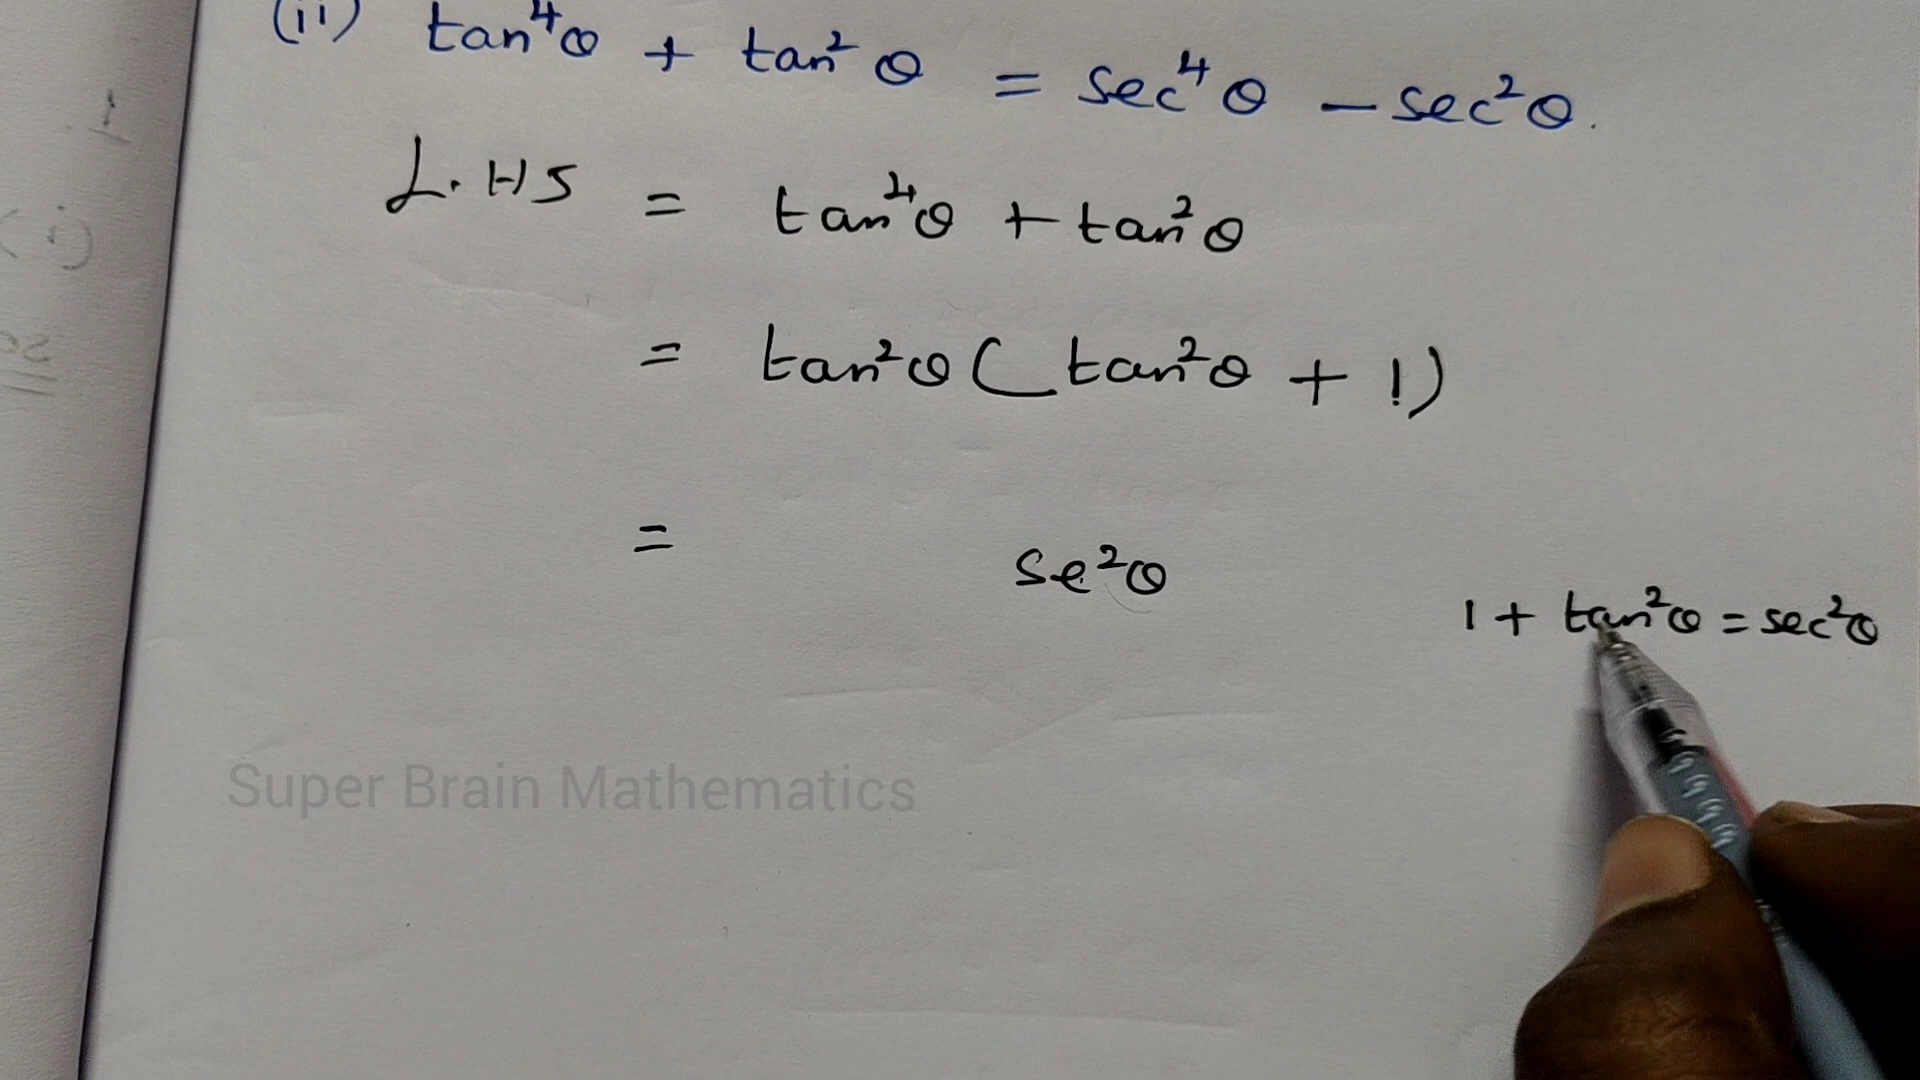 (ii) tan⁴θ + tan²θ = sec⁴θ − sec²θ.
L.HS = tan⁴θ + tan²θ
= tan²θ ( tan²θ + 1)
= se²θ
1 + tan²θ = sec²θ
Super Brain Mathematics